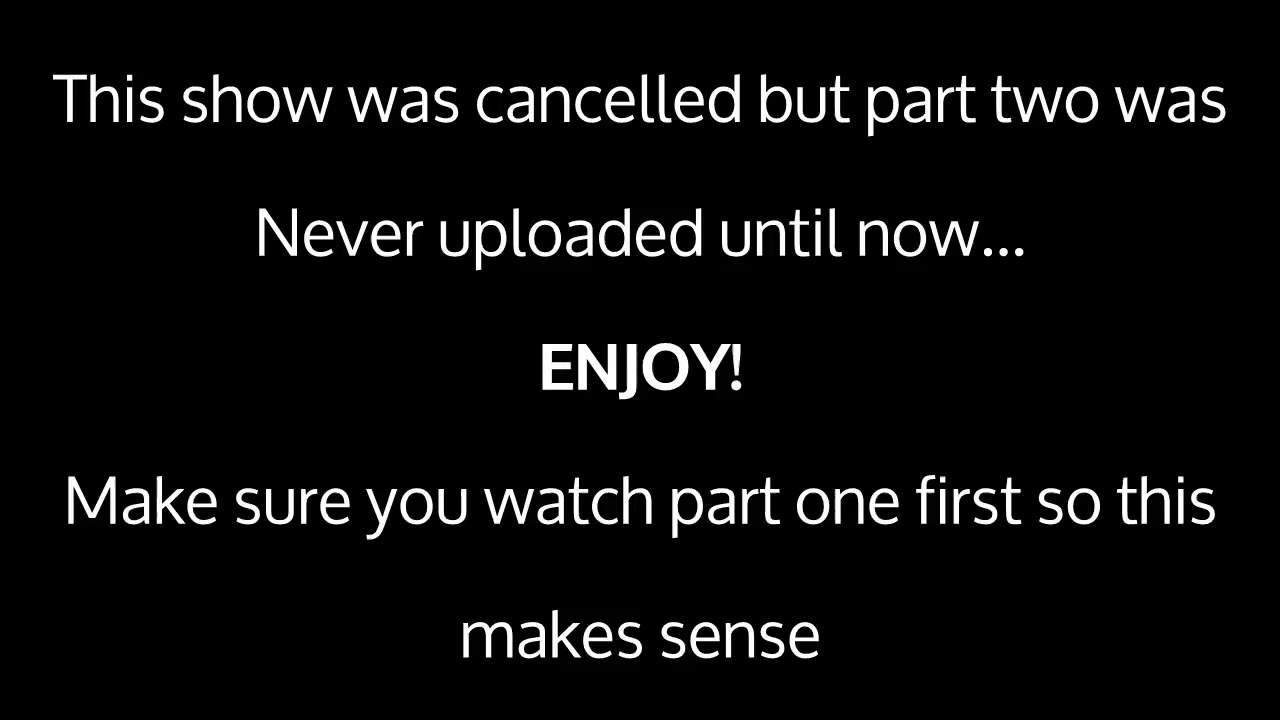 This show was cancelled but part two was
Never uploaded until now...
ENJOY!
Make sure you watch part one first so this
makes sense